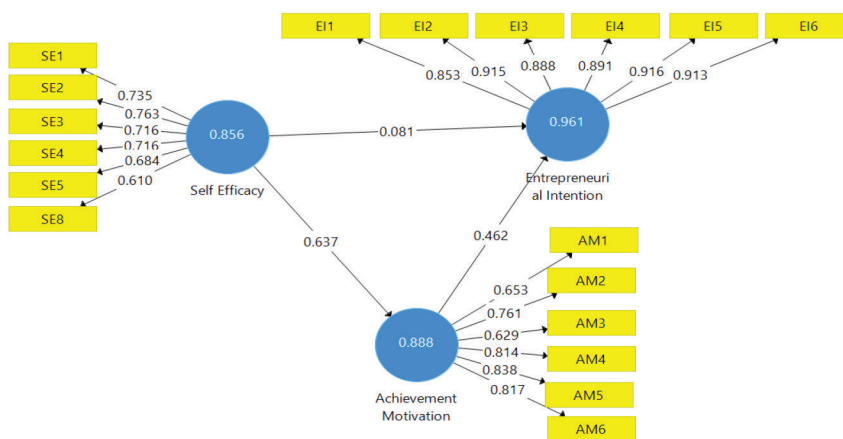 EI1 EI2 EI3 EI4 EI5 EI6
SE1
SE2
SE3
SE4
SE5
SE8
0.735
0.763
0.716
0.716
0.684
0.610
0.856
Self Efficacy
0.853
0.915
0.888
0.891
0.916
0.913
0.961
Entrepreneuri
al Intention
0.081
0.637
0.462
0.888
Achievement
Motivation
0.653
0.761
0.629
0.814
0.838
0.817
AM1
AM2
AM3
AM4
AM5
AM6